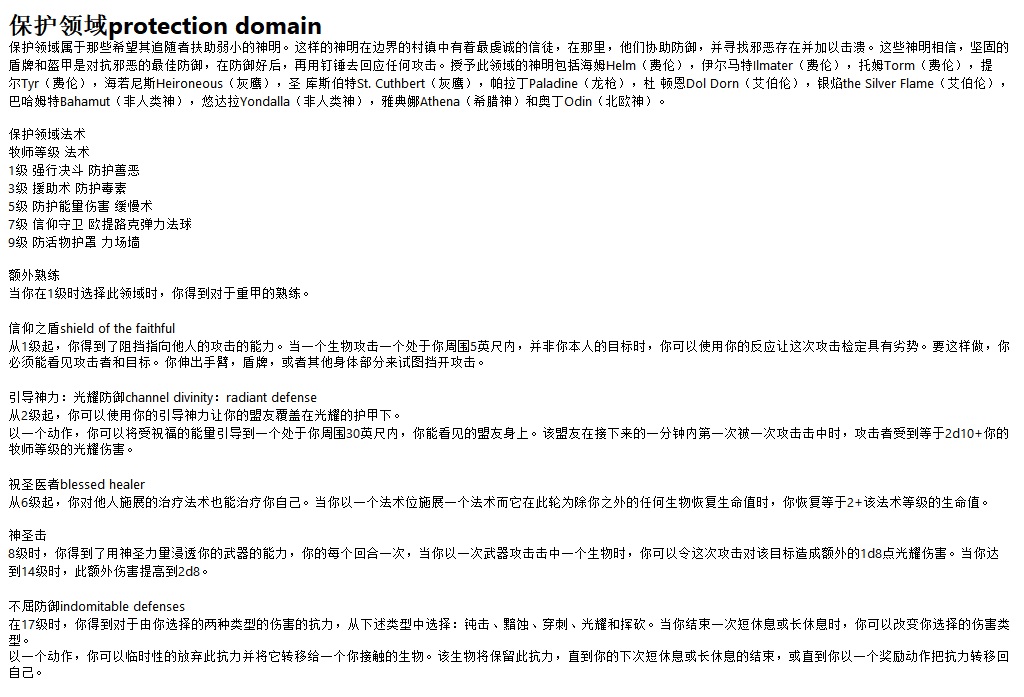 保护领域protection domain
保护领域属于那些希望其追随者扶助弱小的神明。这样的神明在边界的村镇中有着最虔诚的信徒，在那里，他们协助防御，并寻找邪恶存在并加以击溃。这些神明相信，坚固的
盾牌和盔甲是对抗邪恶的最佳防御，在防御好后，再用钉锤去回应任何攻击。授予此领域的神明包括海姆Helm（费伦），伊尔马特Ilmater（费伦），托姆Torm（费伦），提
尔Tyr（费伦），海若尼斯Heironeous（灰鹰），圣 库斯伯特St. Cuthbert（灰鹰），帕拉丁Paladine（龙枪），杜 顿恩Dol Dorn（艾伯伦），银焰the Silver Flame（艾伯伦），
巴哈姆特Bahamut（非人类神），悠达拉Yondalla（非人类神），雅典娜Athena（希腊神）和奥丁Odin（北欧神）。
保护领域法术
牧师等级 法术
1级 强行决斗 防护善恶
3级 援助术 防护毒素
5级 防护能量伤害 缓慢术
7级 信仰守卫 欧提路克弹力法球
9级 防活物护罩 力场墙
额外熟练
当你在1级时选择此领域时，你得到对于重甲的熟练。
信仰之盾shield of the faithful
从1级起，你得到了阻挡指向他人的攻击的能力。当一个生物攻击一个处于你周围5英尺内，并非你本人的目标时，你可以使用你的反应让这次攻击检定具有劣势。要这样做，你
必须能看见攻击者和目标。你伸出手臂，盾牌，或者其他身体部分来试图挡开攻击。
引导神力：光耀防御channel divinity：radiant defense
从2级起，你可以使用你的引导神力让你的盟友覆盖在光耀的护甲下。
以一个动作，你可以将受祝福的能量引导到一个处于你周围30英尺内，你能看见的盟友身上。该盟友在接下来的一分钟内第一次被一次攻击击中时，攻击者受到等于2d10+你的
牧师等级的光耀伤害。
祝圣医者blessed healer
从6级起，你对他人施展的治疗法术也能治疗你自己。当你以一个法术位施展一个法术而它在此轮为除你之外的任何生物恢复生命值时，你恢复等于2+该法术等级的生命值。
神圣击
8级时，你得到了用神圣力量浸透你的武器的能力，你的每个回合一次，当你以一次武器攻击击中一个生物时，你可以令这次攻击对该目标造成额外的1d8点光耀伤害。当你达
到14级时，此额外伤害提高到2d8。
不屈防御indomitable defenses
在17级时，你得到对于由你选择的两种类型的伤害的抗力，从下述类型中选择：钝击、黯蚀、穿刺、光耀和挥砍。当你结束一次短休息或长休息时，你可以改变你选择的伤害类
型。
以一个动作，你可以临时性的放弃此抗力并将它转移给一个你接触的生物。该生物将保留此抗力，直到你的下次短休息或长休息的结束，或直到你以一个奖励动作把抗力转移回
自己。